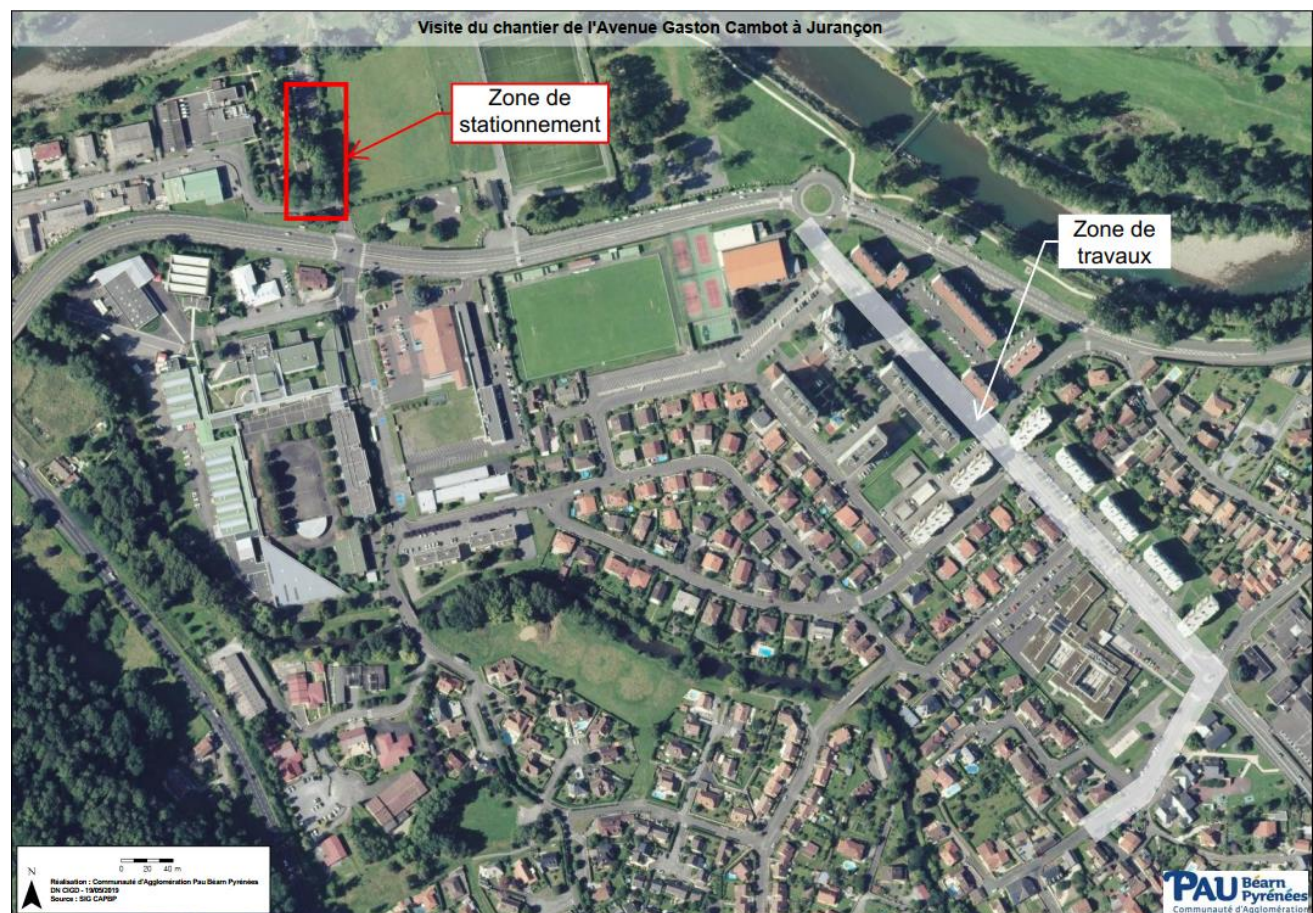 Visite du chantier de l'Avenue Gaston Cambot à Jurançon
Zone de
stationnement
Zone de
travaux
N
0 20 40 m
Réalisation : Communauté d'Agglomération Pau Béarn Pyrénées
DN CIGD - 19/05/2019
Source : SIG CAPBP
PAU Béarn
Pyrénées
Communauté d'Agglomération